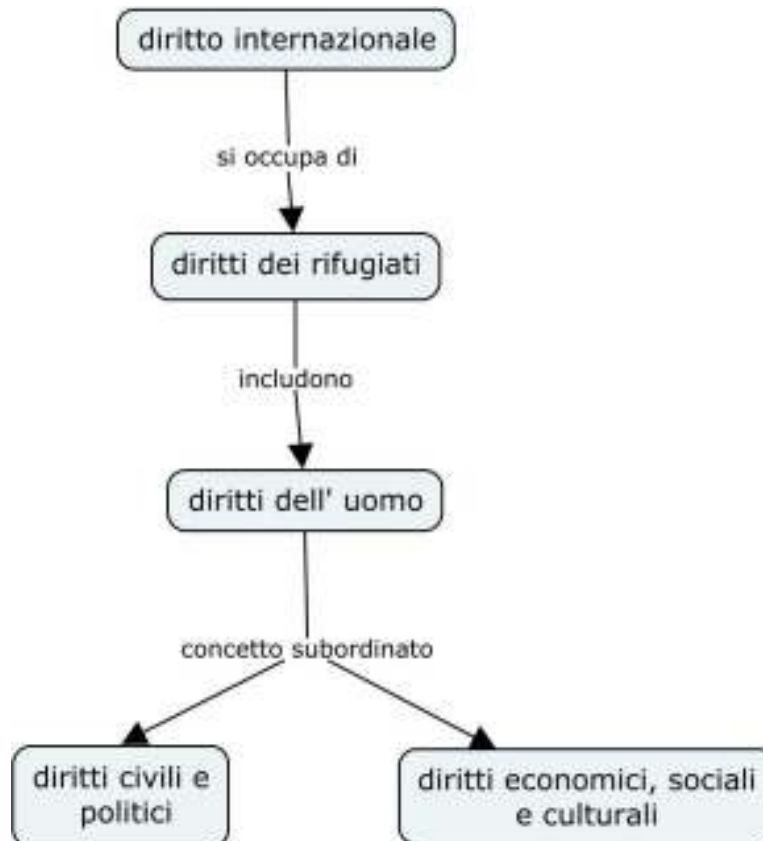 diritto internazionale
si occupa di
diritti dei rifugiati
includono
diritti dell' uomo
concetto subordinato
diritti civili e
politici
diritti economici, sociali
e culturali